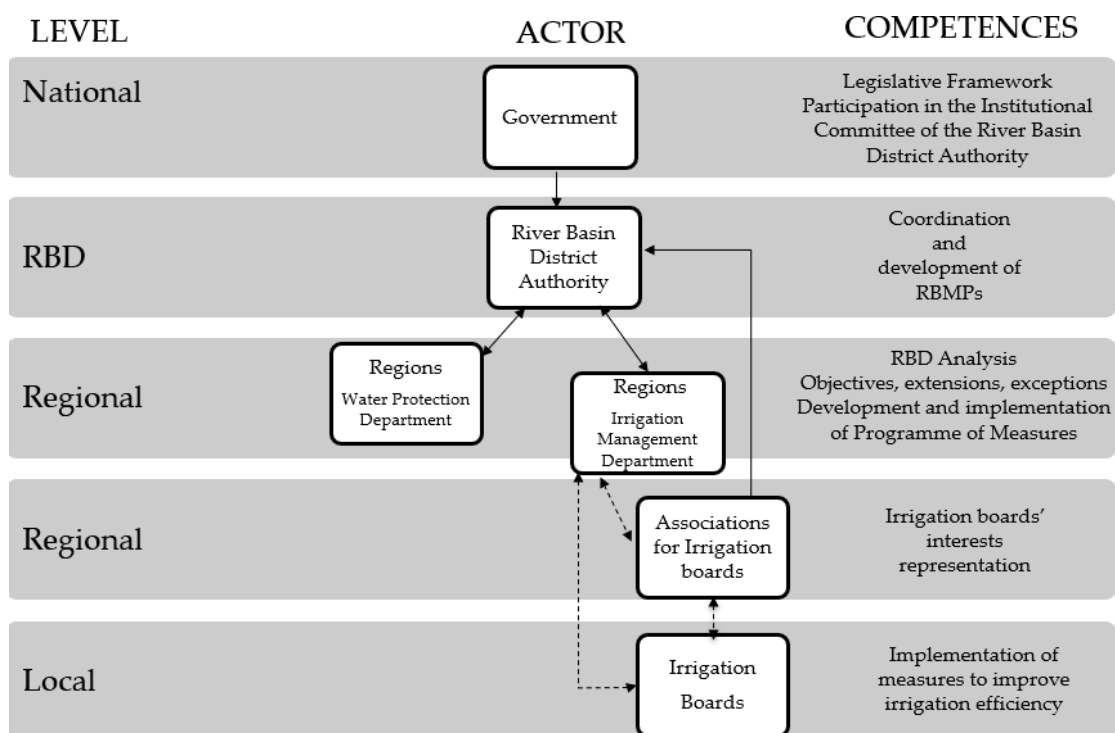 LEVEL
ACTOR
COMPETENCES
National
Government
Legislative Framework
Participation in the Institutional
Committee of the River Basin
District Authority
RBD
River Basin
District
Authority
Coordination
and
development of
RBMPs
Regional
Regions
Water Protection
Department
Regions
Irrigation
Management
Department
RBD Analysis
Objectives, extensions, exceptions
Development and implementation
of Programme of Measures
Regional
Associations
for Irrigation
boards
Irrigation boards’
interests
representation
Local
Irrigation
Boards
Implementation of
measures to improve
irrigation efficiency